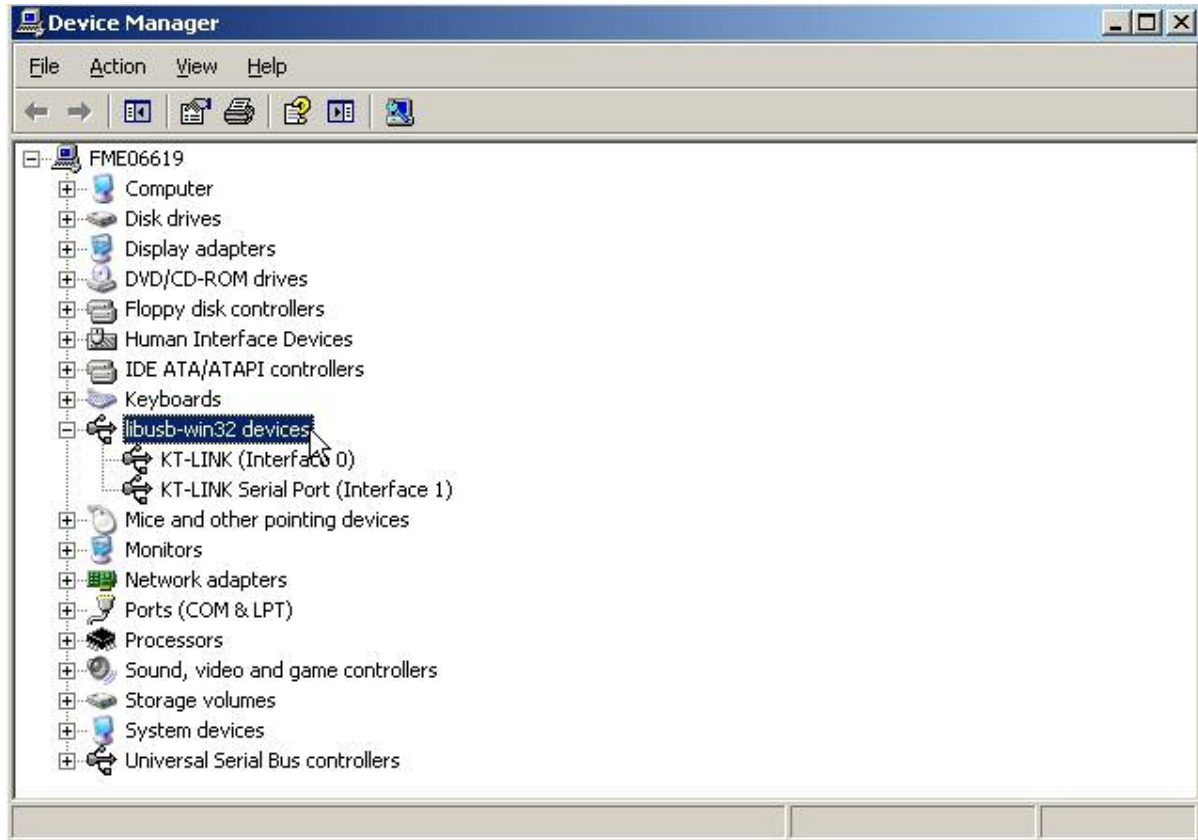 Device Manager
File Action View Help
FME06619
Computer
Disk drives
Display adapters
DVD/CD-ROM drives
Floppy disk controllers
Human Interface Devices
IDE ATA/ATAPI controllers
Keyboards
libusb-win32 devices
KT-LINK (Interface 0)
KT-LINK Serial Port (Interface 1)
Mice and other pointing devices
Monitors
Network adapters
Ports (COM & LPT)
Processors
Sound, video and game controllers
Storage volumes
System devices
Universal Serial Bus controllers